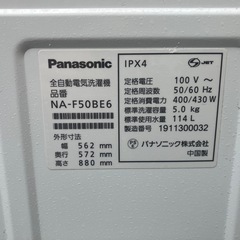 Panasonic
IPX4
JET
全自動電気洗濯機
品番
NA-F50BE6
外形寸法:
幅 562 mm
奥行 572 mm
高さ 880 mm
定格電圧: 100 V~
定格周波数: 50/60 Hz
定格消費電力: 400/430 W
標準洗濯容量: 5.0 kg
標準使用水量: 114 L
製造番号 1911300032
パナソニック株式会社
中国製